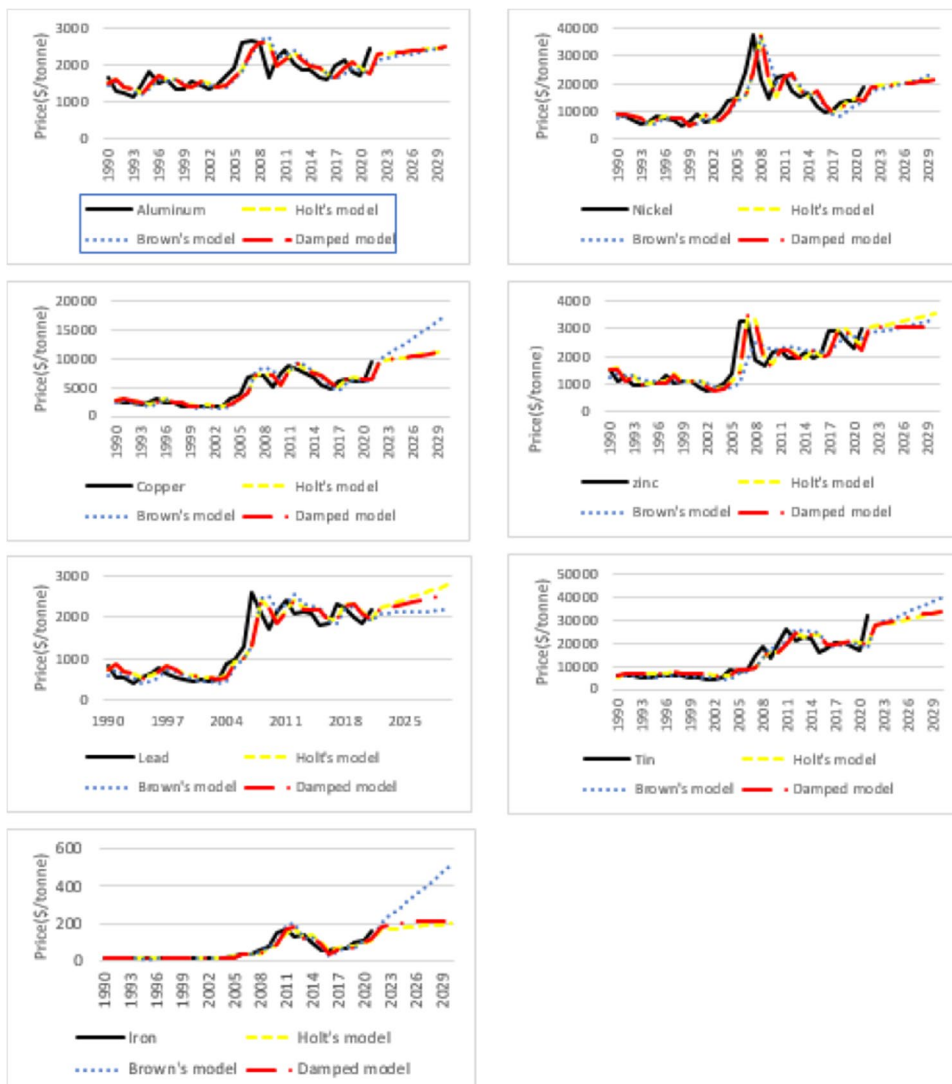 3000
2000
1000
0
Price($/tonne)
1990 1993 1996 1999 2002 2005 2008 2011 2014 2017 2020 2023 2026 2029
Aluminum Holt's model
Brown's model Damped model
40000
30000
20000
10000
0
Price($/tonne)
1990 1993 1996 1999 2002 2005 2008 2011 2014 2017 2020 2023 2026 2029
Nickel Holt's model
Brown's model Damped model
20000
15000
10000
5000
0
Price($/tonne)
1990 1993 1996 1999 2002 2005 2008 2011 2014 2017 2020 2023 2026 2029
Copper Holt's model
Brown's model Damped model
4000
3000
2000
1000
0
Price($/tonne)
1990 1993 1996 1999 2002 2005 2008 2011 2014 2017 2020 2023 2026 2029
zinc Holt's model
Brown's model Damped model
3000
2000
1000
0
Price($/tonne)
1990 1997 2004 2011 2018 2025
Lead Holt's model
Brown's model Damped model
50000
40000
30000
20000
10000
0
Price($/tonne)
1990 1993 1996 1999 2002 2005 2008 2011 2014 2017 2020 2023 2026 2029
Tin Holt's model
Brown's model Damped model
600
400
200
0
Price($/tonne)
1990 1993 1996 1999 2002 2005 2008 2011 2014 2017 2020 2023 2026 2029
Iron Holt's model
Brown's model Damped model